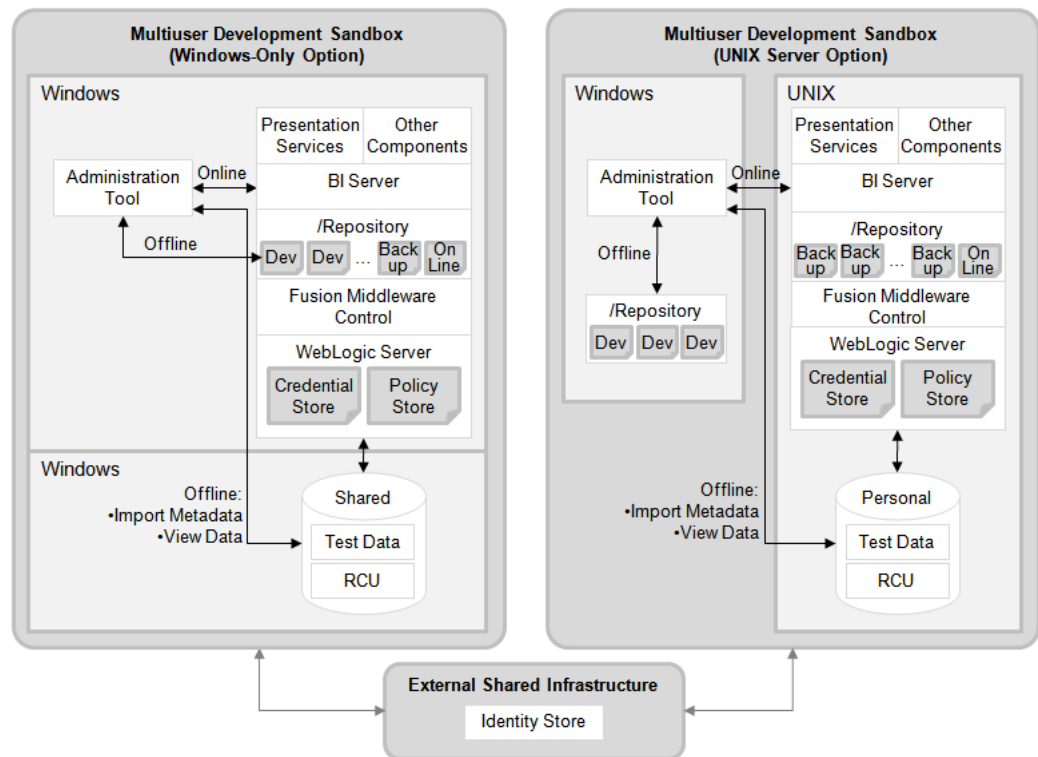 Multiuser Development Sandbox
(Windows-Only Option)
Windows
Presentation
Services
Other
Components
Administration
Tool
Online
BI Server
/Repository
Offline
Dev
Dev
...
Back
up
On
Line
Fusion Middleware
Control
WebLogic Server
Credential
Store
Policy
Store
Windows
Offline:
•Import Metadata
•View Data
Shared
Test Data
RCU
Multiuser Development Sandbox
(UNIX Server Option)
Windows
UNIX
Presentation
Services
Other
Components
Administration
Tool
Online
BI Server
Offline
/Repository
Back
up
Back
up
...
Back
up
On
Line
/Repository
Dev
Dev
Dev
Fusion Middleware
Control
WebLogic Server
Credential
Store
Policy
Store
Offline:
•Import Metadata
•View Data
Personal
Test Data
RCU
External Shared Infrastructure
Identity Store